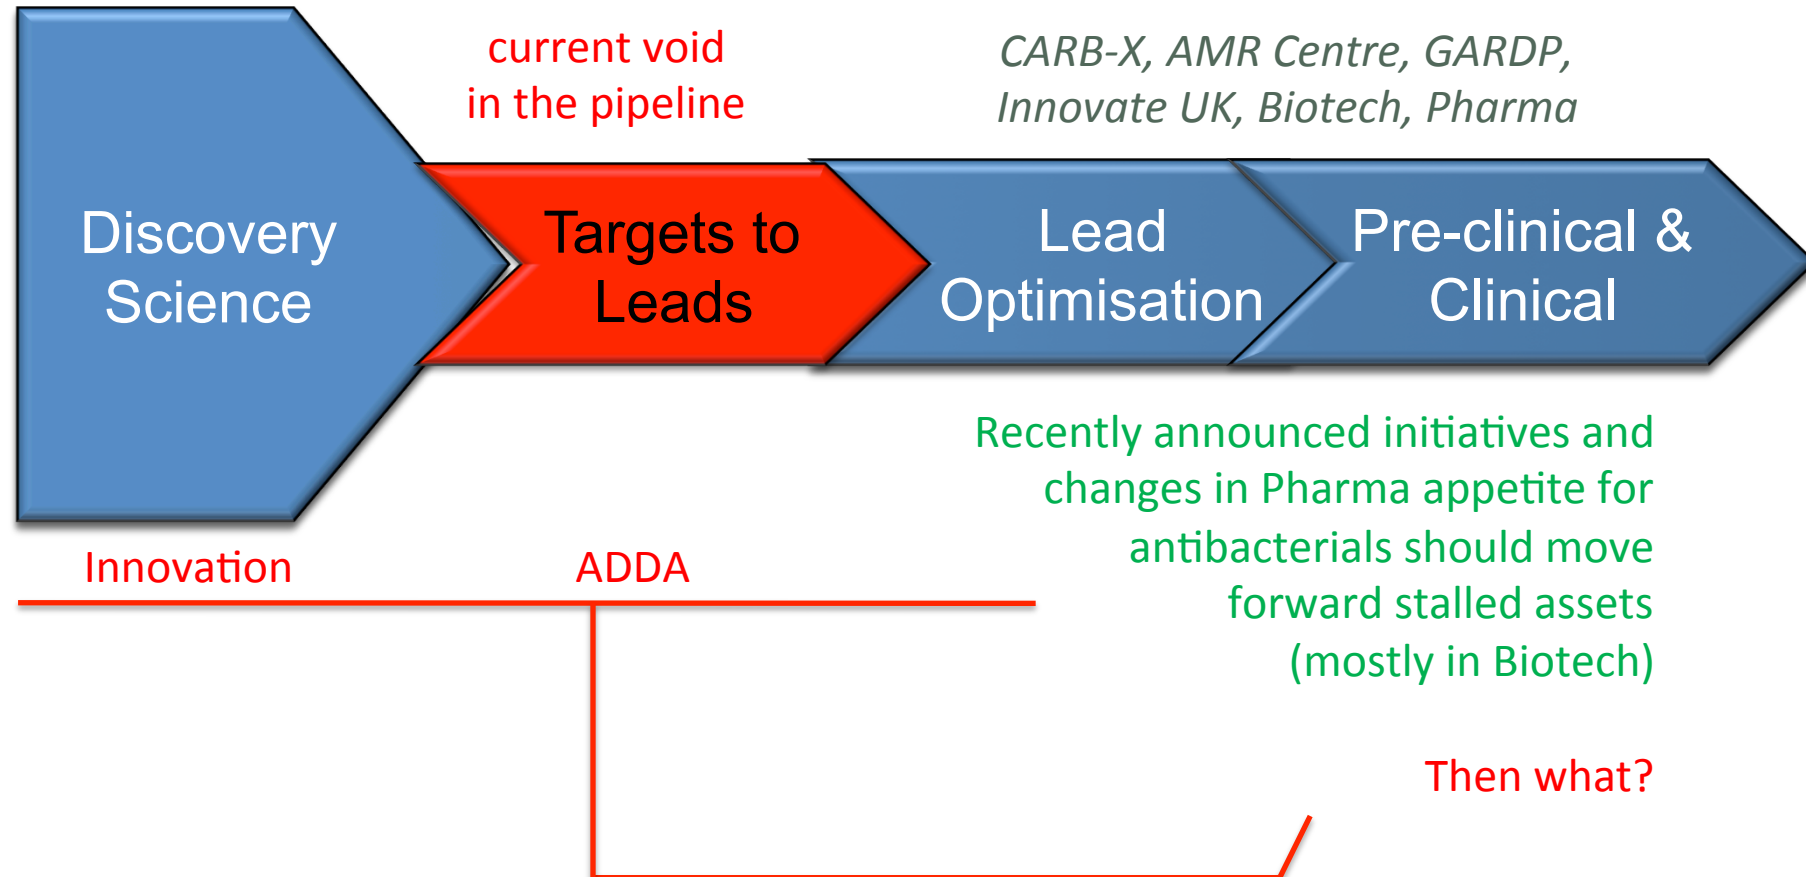 current void
in the pipeline
CARB-X, AMR Centre, GARDP,
Innovate UK, Biotech, Pharma
Discovery
Science
Targets to
Leads
Lead
Optimisation
Pre-clinical &
Clinical
Recently announced initiatives and
changes in Pharma appetite for
antibacterials should move
forward stalled assets
(mostly in Biotech)
Innovation
ADDA
Then what?